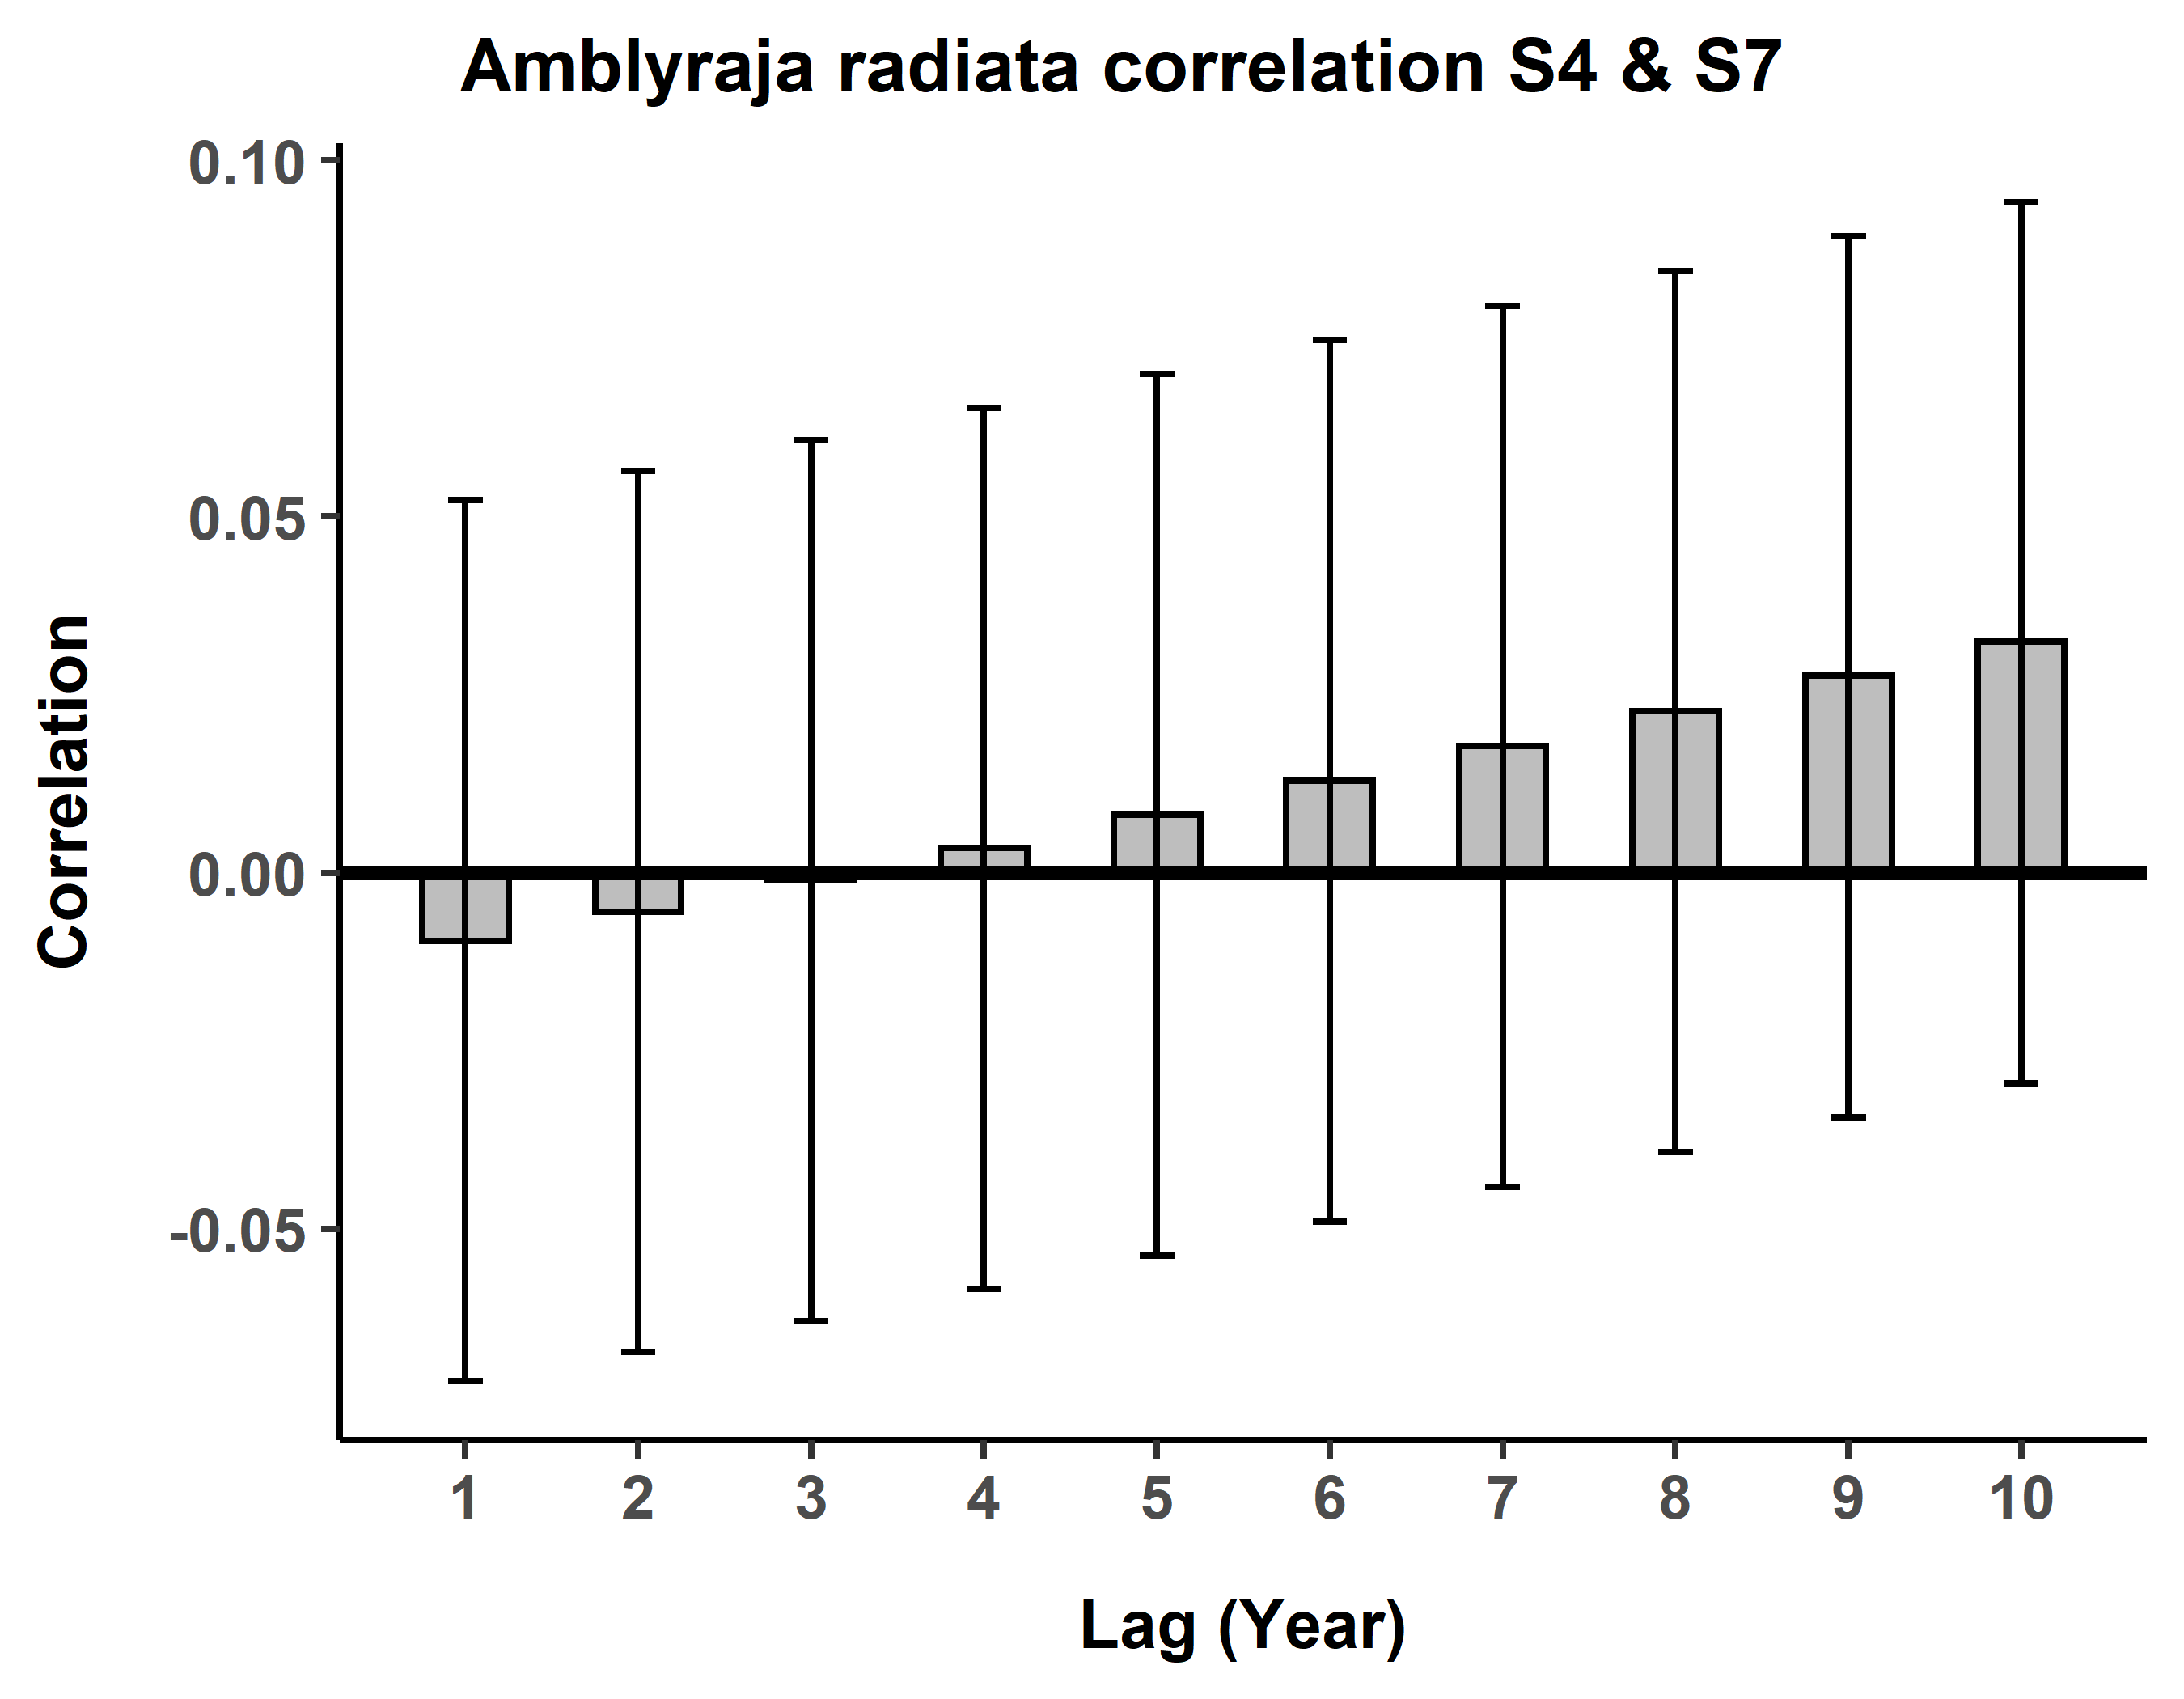 Amblyraja radiata correlation S4 & S7
0.10
0.05
0.00
-0.05
Correlation
1 2 3 4 5 6 7 8 9 10
Lag (Year)